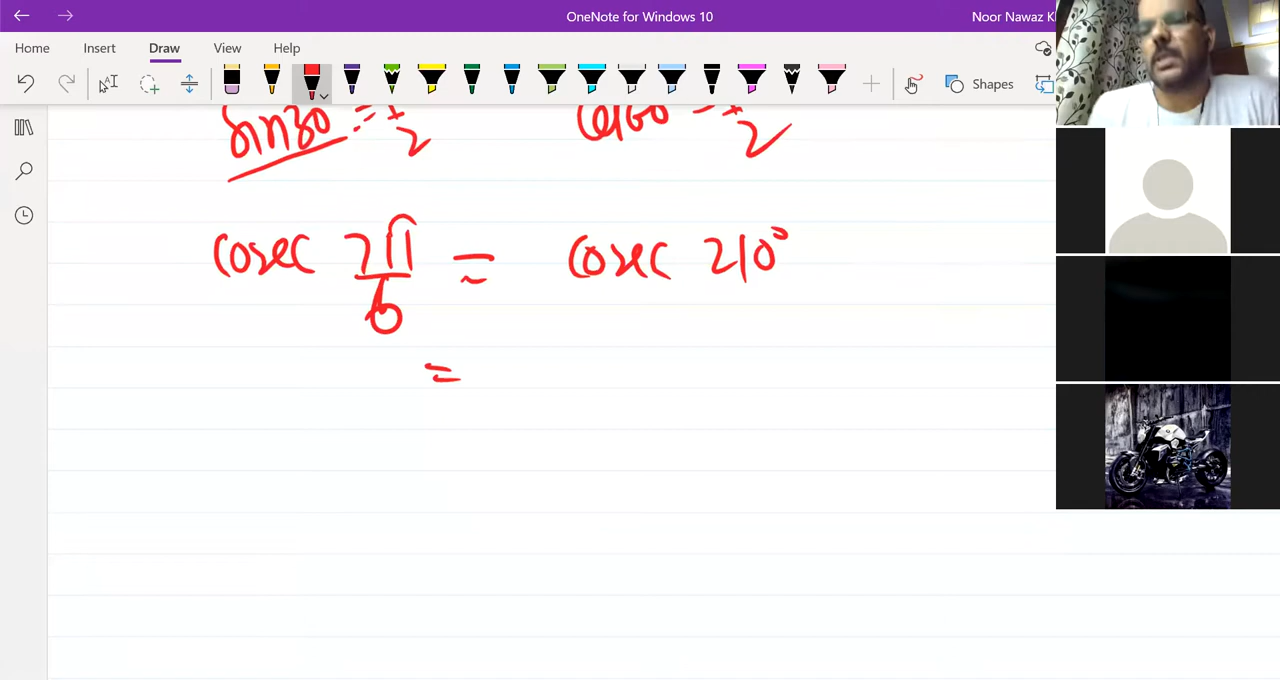 OneNote for Windows 10
Noor Nawaz Kh
Home Insert Draw View Help
Shapes
sin30 = 1/2
cos60 = 1/2
cosec 7π/6 = cosec 210°
=